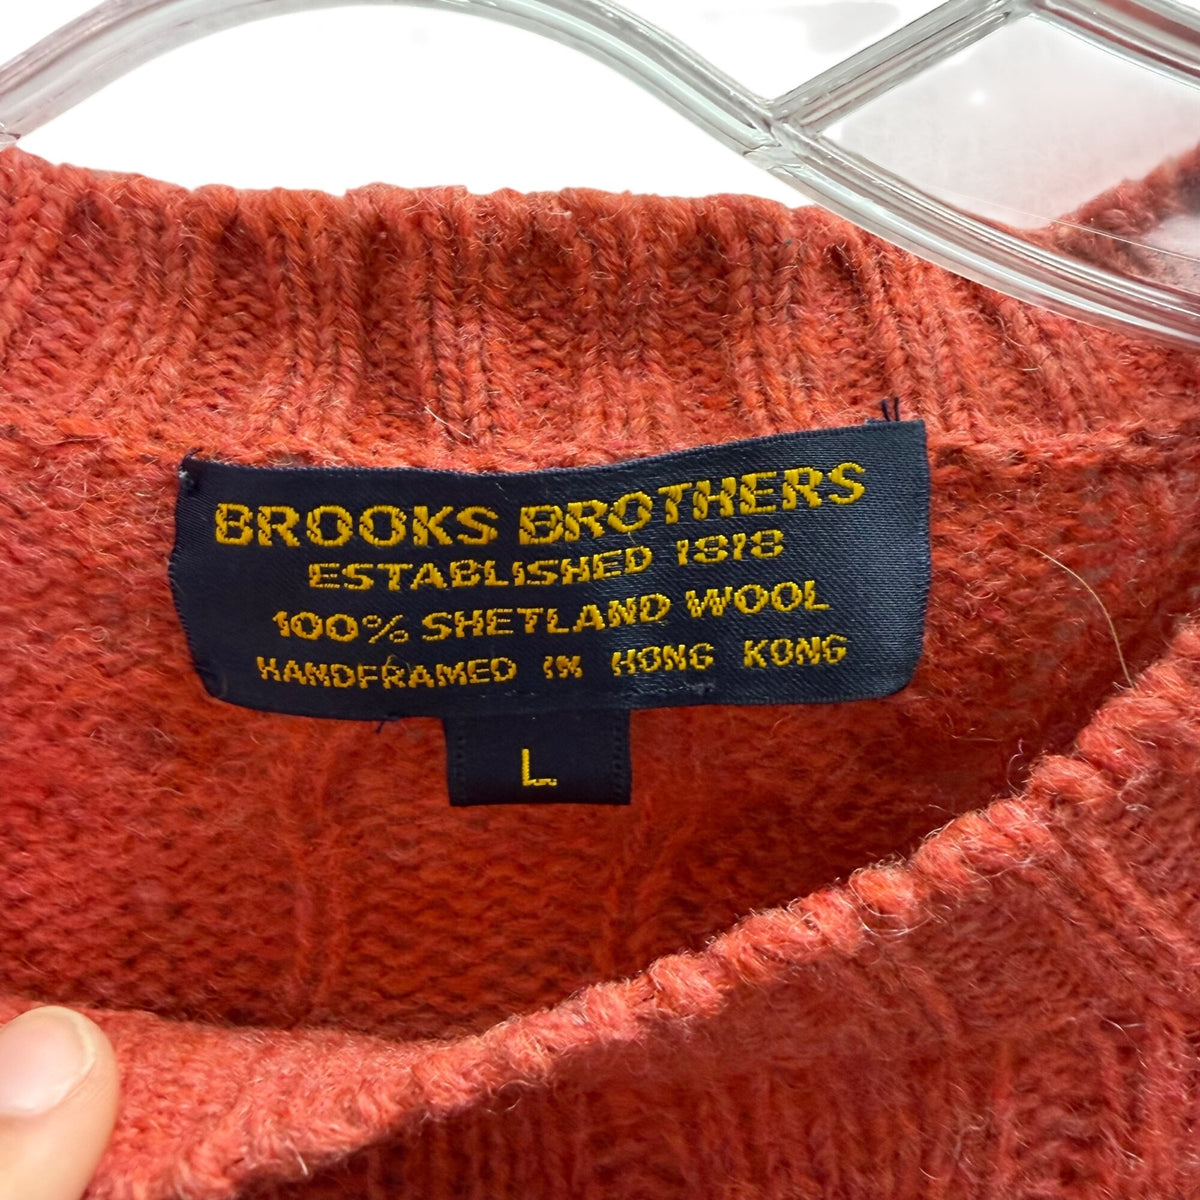 BROOKS BROTHERS
ESTABLISHED 1818
100% SHETLAND WOOL
HANDFRAMED IN HONG KONG
L